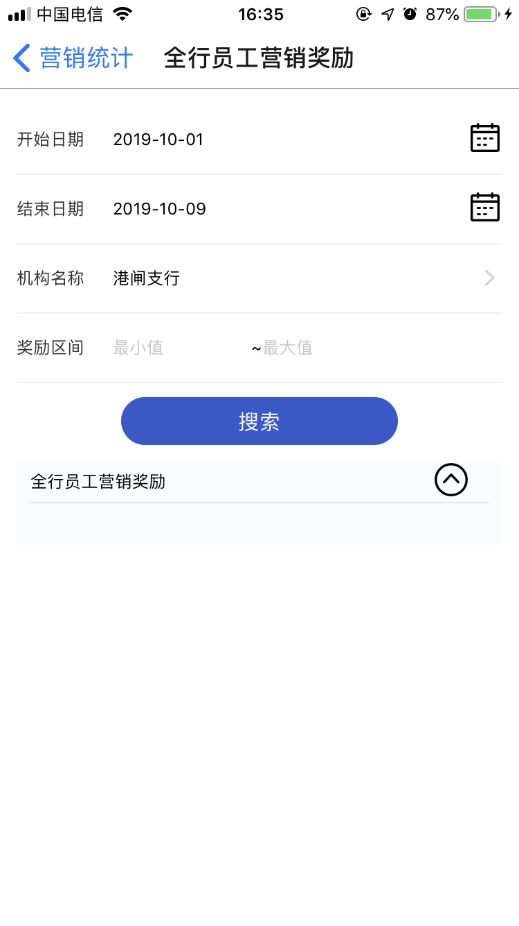 中国电信 16:35 87%
营销统计 全行员工营销奖励
开始日期 2019-10-01
结束日期 2019-10-09
机构名称 港闸支行
奖励区间 最小值 ~最大值
搜索
全行员工营销奖励